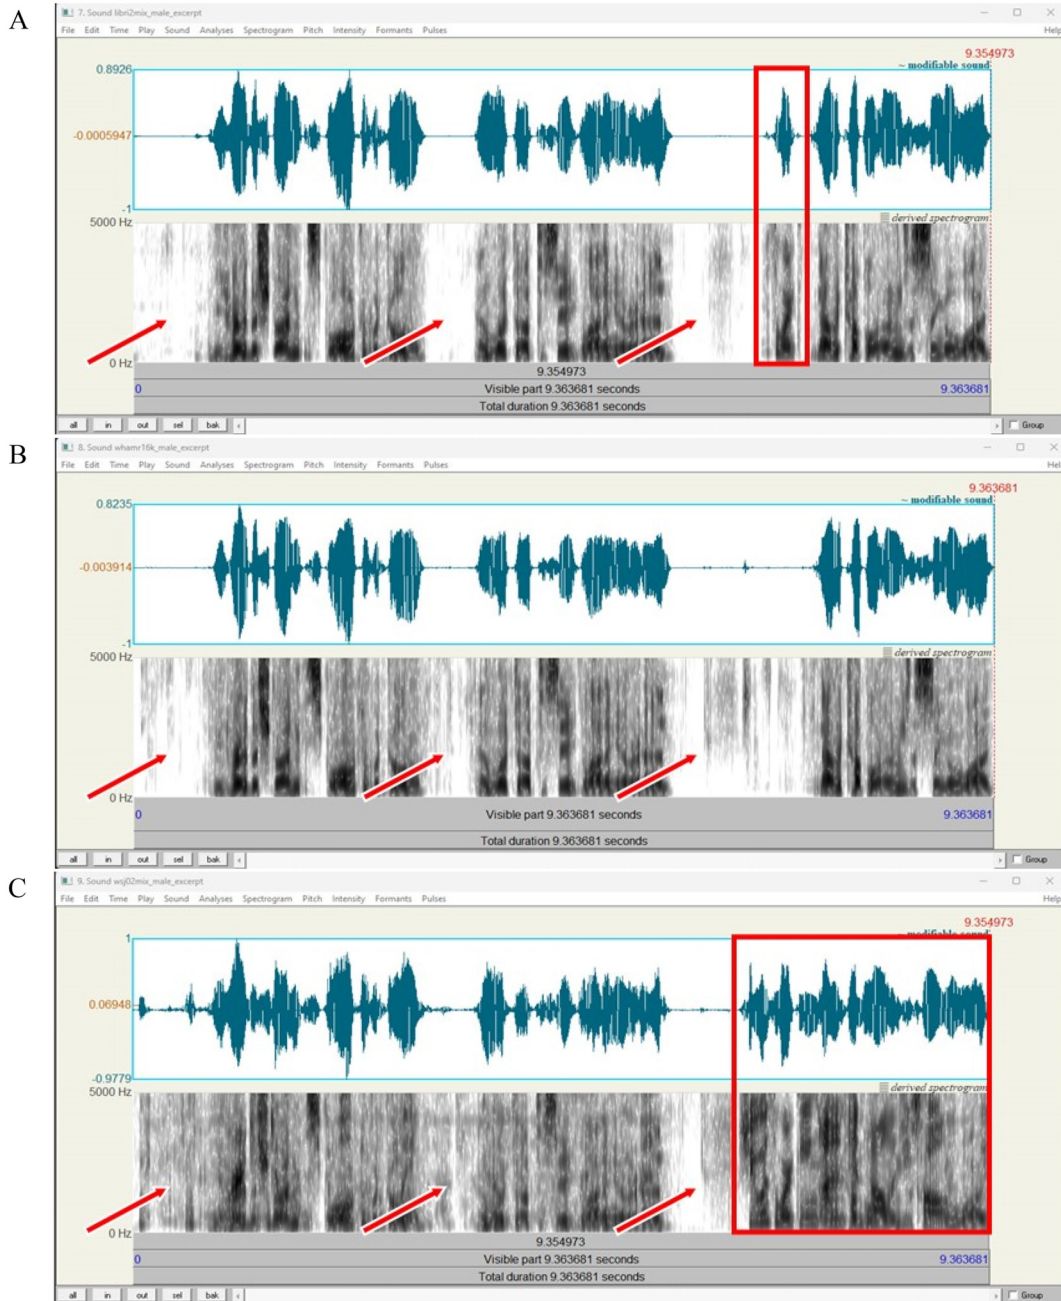 A
7. Sound libri2mix_male_excerpt
File Edit Time Play Sound Analyses Spectrogram Pitch Intensity Formants Pulses Help
9.354973
0.8926
~ modifiable sound
-0.0005947
-1
5000 Hz
derived spectrogram
0 Hz
9.354973
0 Visible part 9.363681 seconds 9.363681
Total duration 9.363681 seconds
all in out sel bak Group
B
8. Sound whamr16k_male_excerpt
File Edit Time Play Sound Analyses Spectrogram Pitch Intensity Formants Pulses Hel
9.363681
0.8235
~ modifiable sound
-0.003914
-1
5000 Hz
derived spectrogram
0 Hz
0 Visible part 9.363681 seconds 9.363681
Total duration 9.363681 seconds
all in out sel bak Group
C
9. Sound wsj02mix_male_excerpt
File Edit Time Play Sound Analyses Spectrogram Pitch Intensity Formants Pulses Help
9.354973
1
~ modifiable sound
0.06948
-0.9779
5000 Hz
derived spectrogram
0 Hz
9.354973
0 Visible part 9.363681 seconds 9.363681
Total duration 9.363681 seconds
all in out sel bak Group